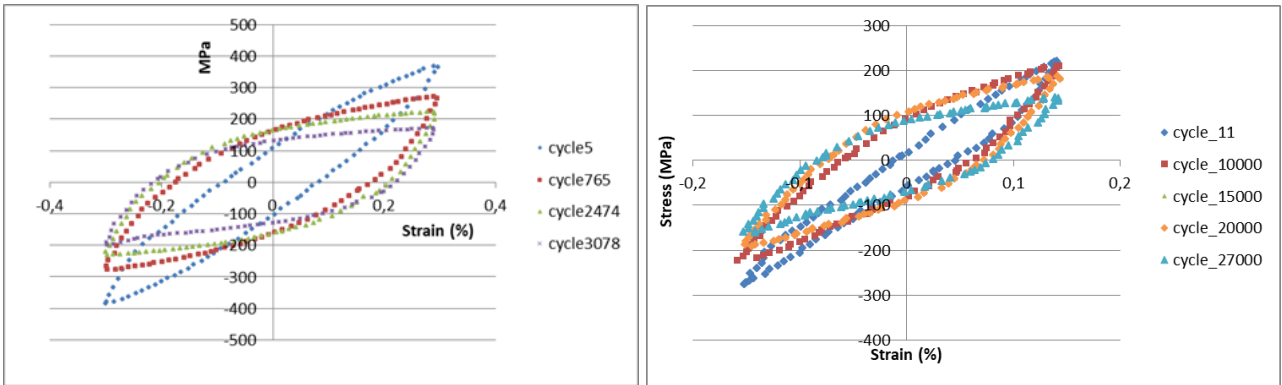 500
400
300
200
100
0
-100
-200
-300
-400
-500
MPa
-0,4
-0,2
0
0,2
0,4
Strain (%)
cycle5
cycle765
cycle2474
cycle3078
300
200
100
0
-100
-200
-300
-400
Stress (MPa)
-0,2
-0,1
0
0,1
0,2
Strain (%)
cycle_11
cycle_10000
cycle_15000
cycle_20000
cycle_27000